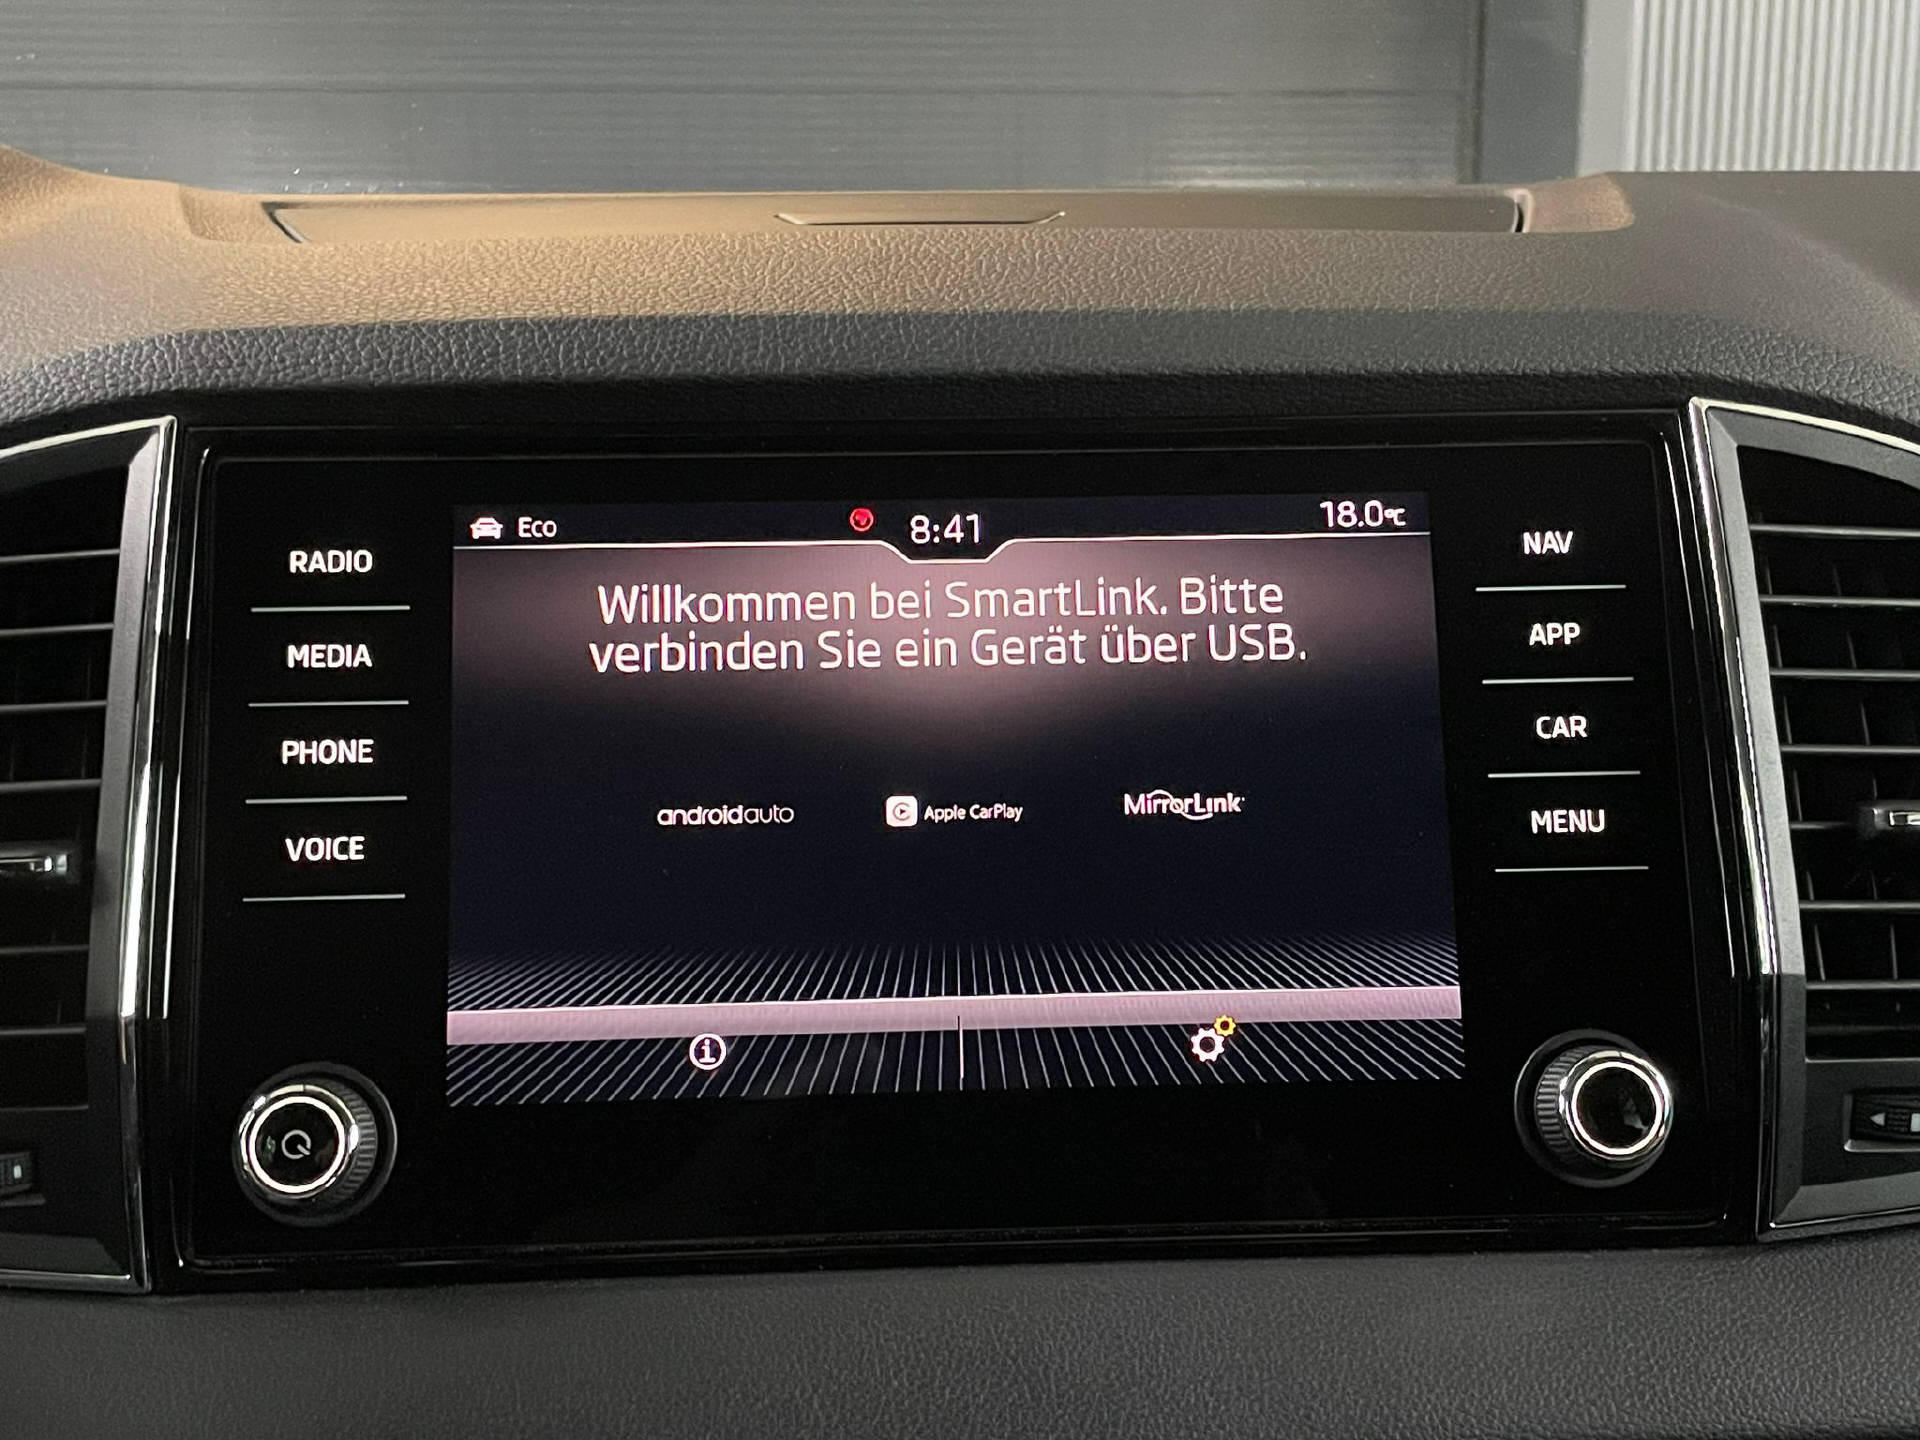 Eco
8:41
18.0°C
RADIO
MEDIA
PHONE
VOICE
Willkommen bei SmartLink. Bitte
verbinden Sie ein Gerät über USB.
androidauto
Apple CarPlay
MirrorLink
NAV
APP
CAR
MENU